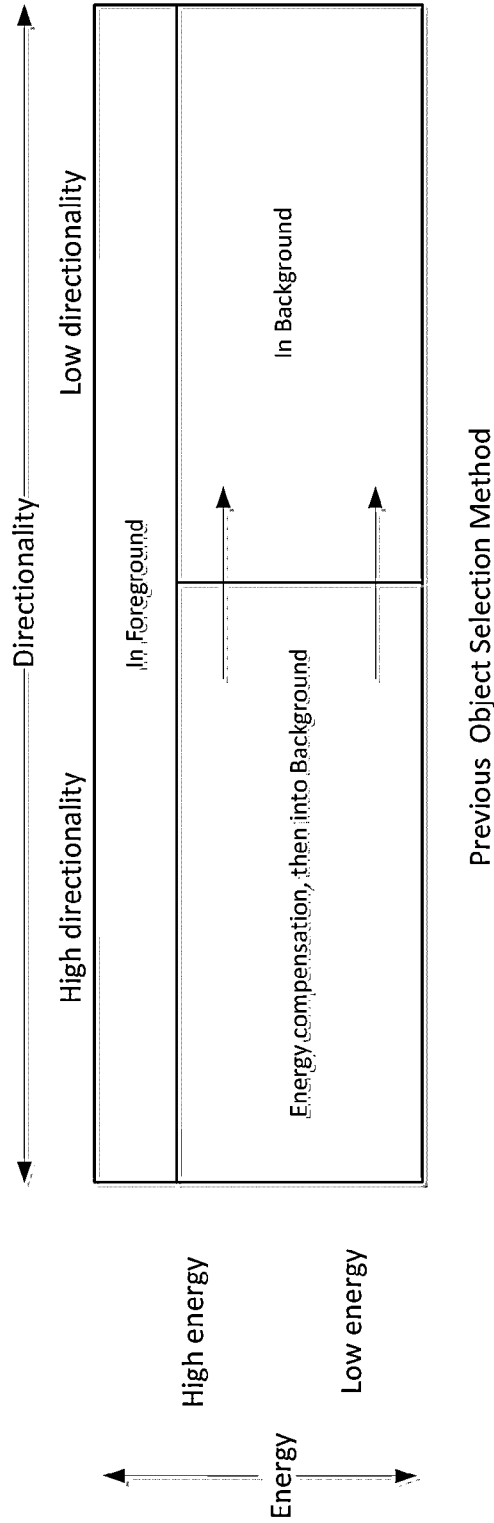 Directionality
High directionality
Low directionality
In Foreground
Energy compensation, then into Background
In Background
High energy
Low energy
Energy
Previous Object Selection Method